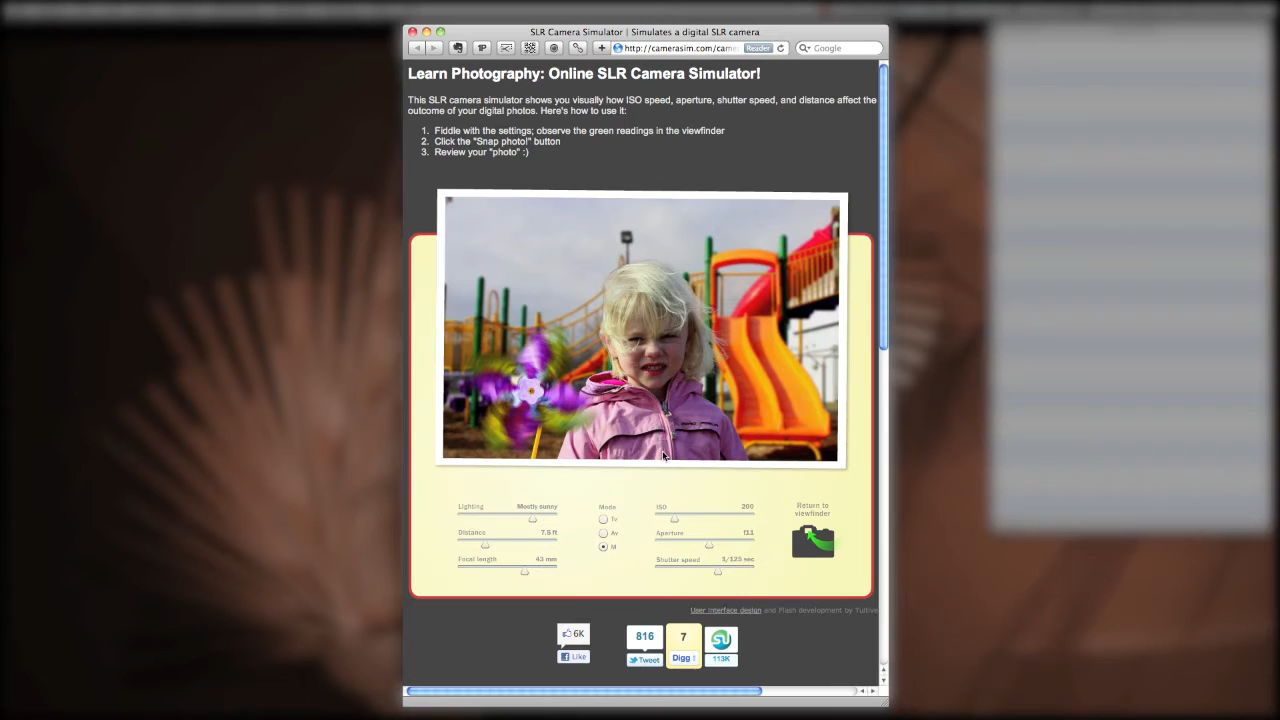 SLR Camera Simulator | Simulates a digital SLR camera
1P
http://camerasim.com/came
Reader
Google
Learn Photography: Online SLR Camera Simulator!
This SLR camera simulator shows you visually how ISO speed, aperture, shutter speed, and distance affect the
outcome of your digital photos. Here's how to use it:
1. Fiddle with the settings; observe the green readings in the viewfinder
2. Click the "Snap photo!" button
3. Review your "photo" :)
Lighting Mostly sunny
Distance 7.5 ft
Focal length 43 mm
Mode
Tv
Av
M
ISO 200
Aperture f11
Shutter speed 1/125 sec
Return to
viewfinder
User interface design and Flash development by Tullive
6K
Like
816
Tweet
7
Digg
113K